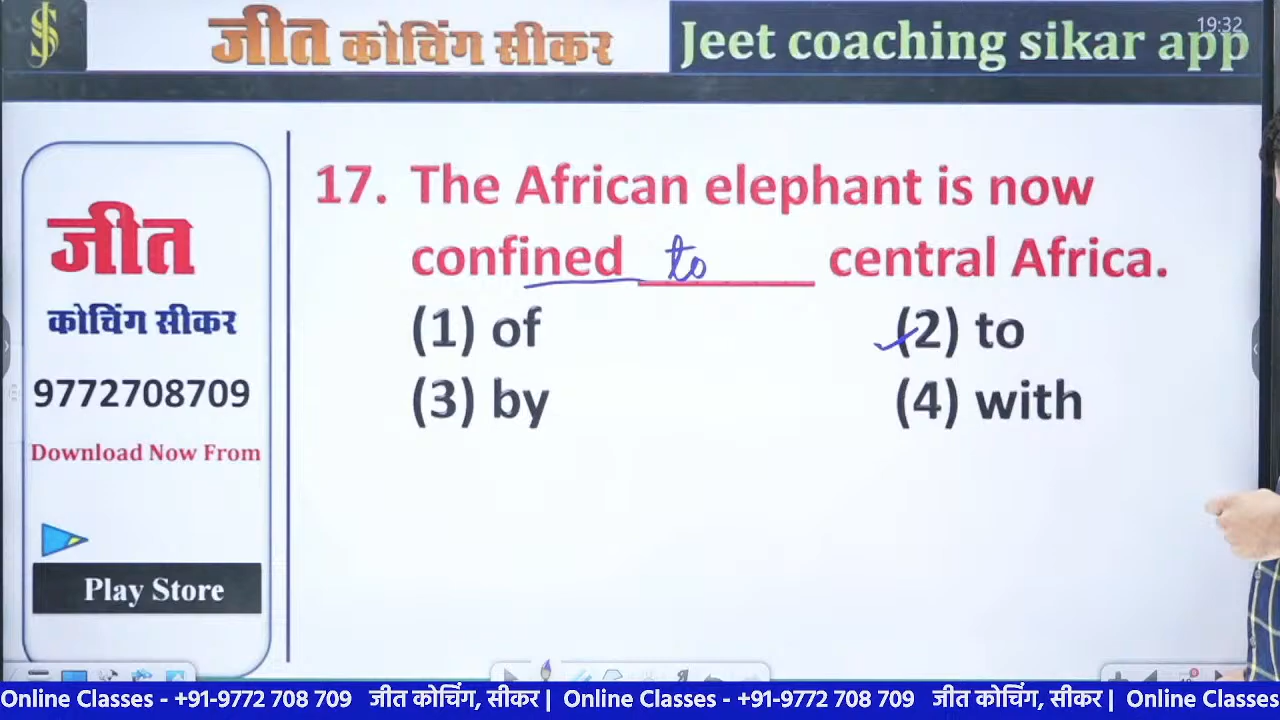 जीत कोचिंग सीकर
Jeet coaching sikar app
19:32
जीत
कोचिंग सीकर
9772708709
Download Now From
Play Store
17. The African elephant is now
confined to central Africa.
(1) of (2) to
(3) by (4) with
Online Classes - +91-9772 708 709 जीत कोचिंग, सीकर | Online Classes - +91-9772 708 709 जीत कोचिंग, सीकर | Online Classes